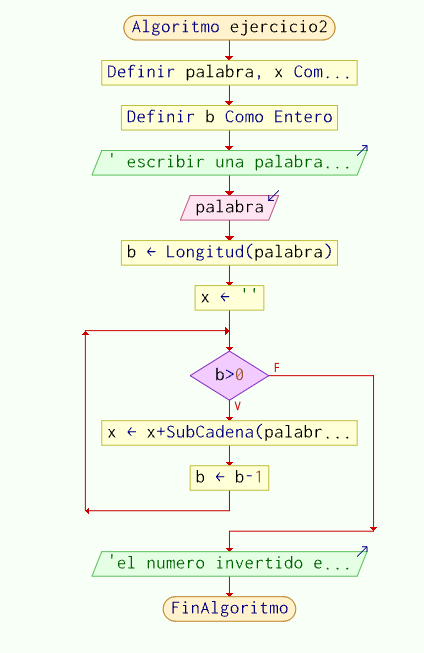 Algoritmo ejercicio2
Definir palabra, x Com...
Definir b Como Entero
' escribir una palabra...
palabra
b ← Longitud(palabra)
x ← ''
b>0
F
V
x ← x+SubCadena(palabr...
b ← b-1
'el numero invertido e...
FinAlgoritmo